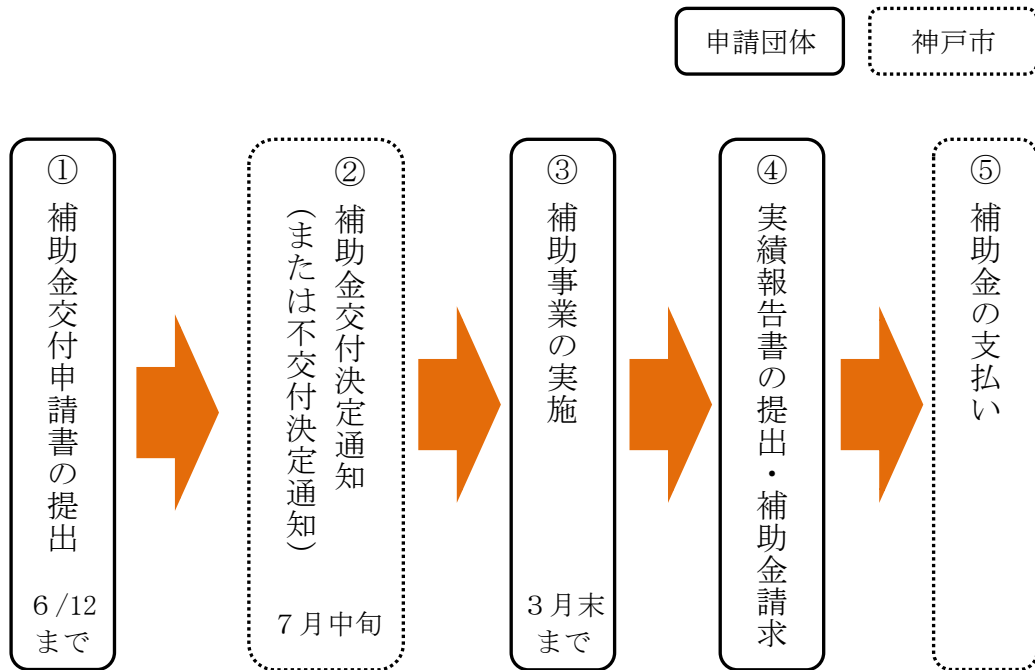 申請団体
神戸市
① 補助金交付申請書の提出
６/12
まで
② 補助金交付決定通知
（または不交付決定通知）
７月中旬
③ 補助事業の実施
３月末
まで
④ 実績報告書の提出・補助金請求
⑤ 補助金の支払い